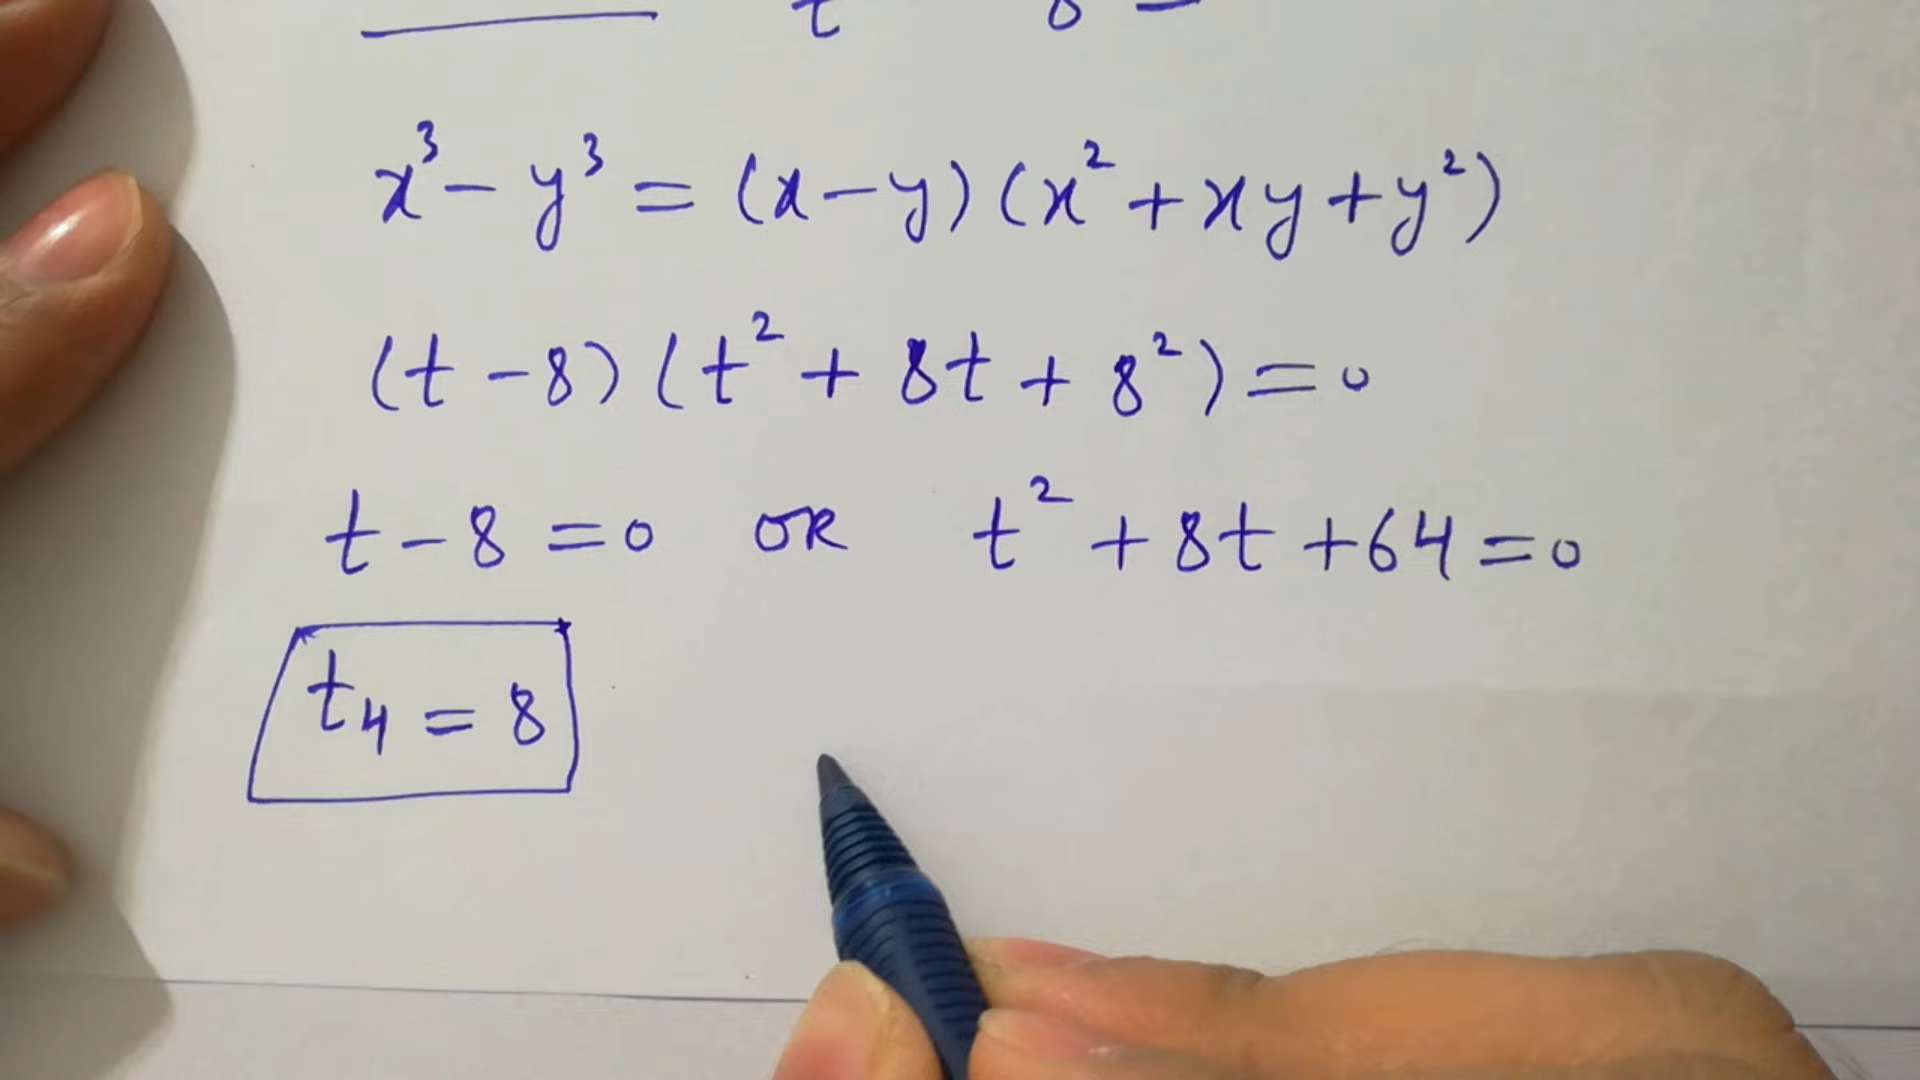 x³ - y³ = (x-y)(x² + xy + y²)
(t - 8)(t² + 8t + 8²) = 0
t - 8 = 0 OR t² + 8t + 64 = 0
t₄ = 8